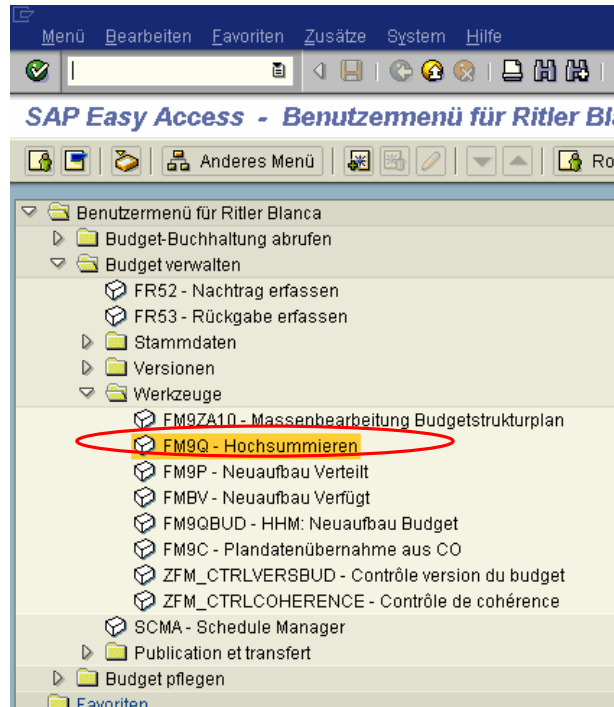 Menü Bearbeiten Favoriten Zusätze System Hilfe
SAP Easy Access - Benutzermenü für Ritler Bla
Anderes Menü Ro
Benutzermenü für Ritler Blanca
Budget-Buchhaltung abrufen
Budget verwalten
FR52 - Nachtrag erfassen
FR53 - Rückgabe erfassen
Stammdaten
Versionen
Werkzeuge
FM9ZA10 - Massenbearbeitung Budgetstrukturplan
FM9Q - Hochsummieren
FM9P - Neuaufbau Verteilt
FMBV - Neuaufbau Verfügt
FM9QBUD - HHM: Neuaufbau Budget
FM9C - Plandatenübernahme aus CO
ZFM_CTRLVERSBUD - Contrôle version du budget
ZFM_CTRLCOHERENCE - Contrôle de cohérence
SCMA - Schedule Manager
Publication et transfert
Budget pflegen
Favoriten